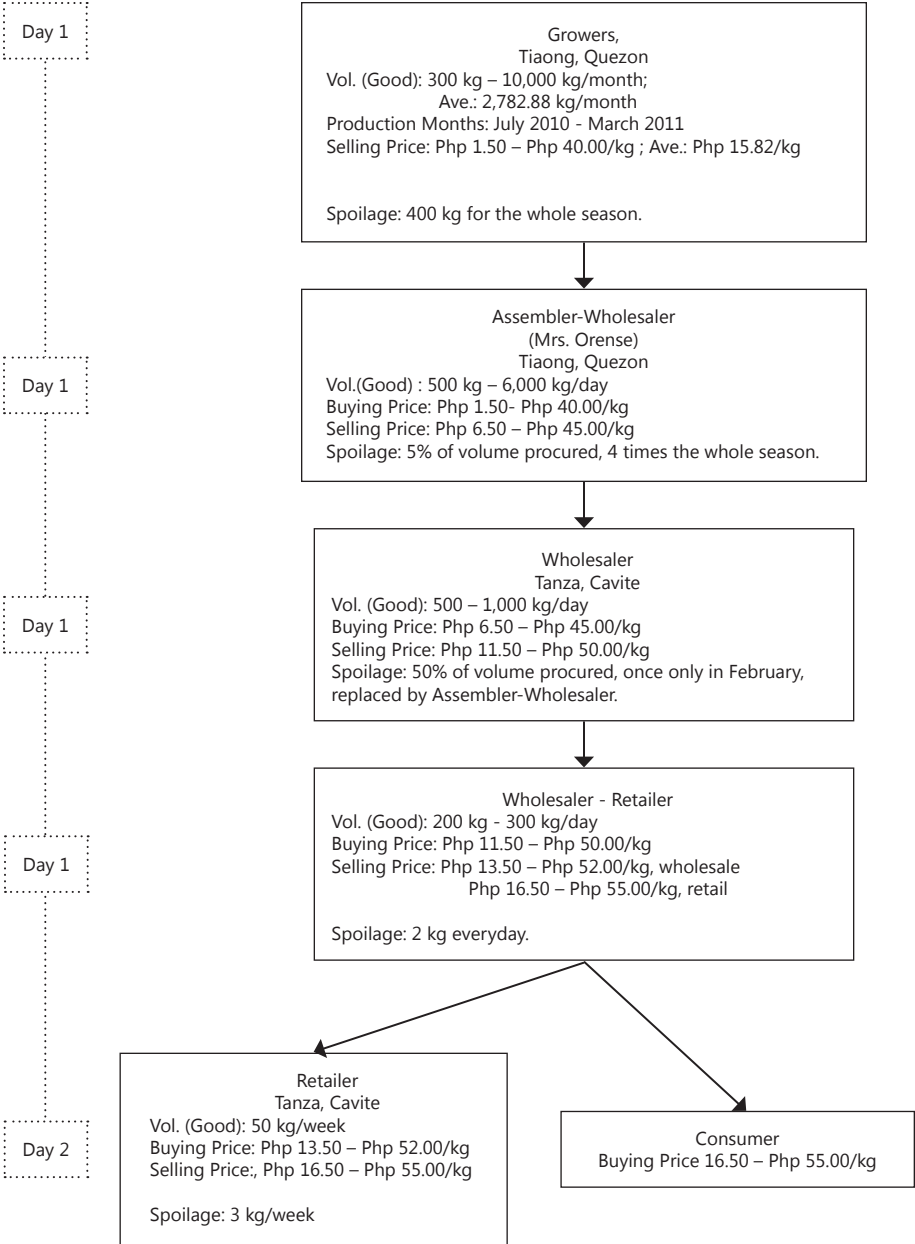 Day 1
Growers,
Tiaong, Quezon
Vol. (Good): 300 kg – 10,000 kg/month;
Ave.: 2,782.88 kg/month
Production Months: July 2010 - March 2011
Selling Price: Php 1.50 – Php 40.00/kg ; Ave.: Php 15.82/kg
Spoilage: 400 kg for the whole season.
Day 1
Assembler-Wholesaler
(Mrs. Orense)
Tiaong, Quezon
Vol.(Good) : 500 kg – 6,000 kg/day
Buying Price: Php 1.50- Php 40.00/kg
Selling Price: Php 6.50 – Php 45.00/kg
Spoilage: 5% of volume procured, 4 times the whole season.
Day 1
Wholesaler
Tanza, Cavite
Vol. (Good): 500 – 1,000 kg/day
Buying Price: Php 6.50 – Php 45.00/kg
Selling Price: Php 11.50 – Php 50.00/kg
Spoilage: 50% of volume procured, once only in February,
replaced by Assembler-Wholesaler.
Day 1
Wholesaler - Retailer
Vol. (Good): 200 kg - 300 kg/day
Buying Price: Php 11.50 – Php 50.00/kg
Selling Price: Php 13.50 – Php 52.00/kg, wholesale
Php 16.50 – Php 55.00/kg, retail
Spoilage: 2 kg everyday.
Day 2
Retailer
Tanza, Cavite
Vol. (Good): 50 kg/week
Buying Price: Php 13.50 – Php 52.00/kg
Selling Price:, Php 16.50 – Php 55.00/kg
Spoilage: 3 kg/week
Consumer
Buying Price 16.50 – Php 55.00/kg